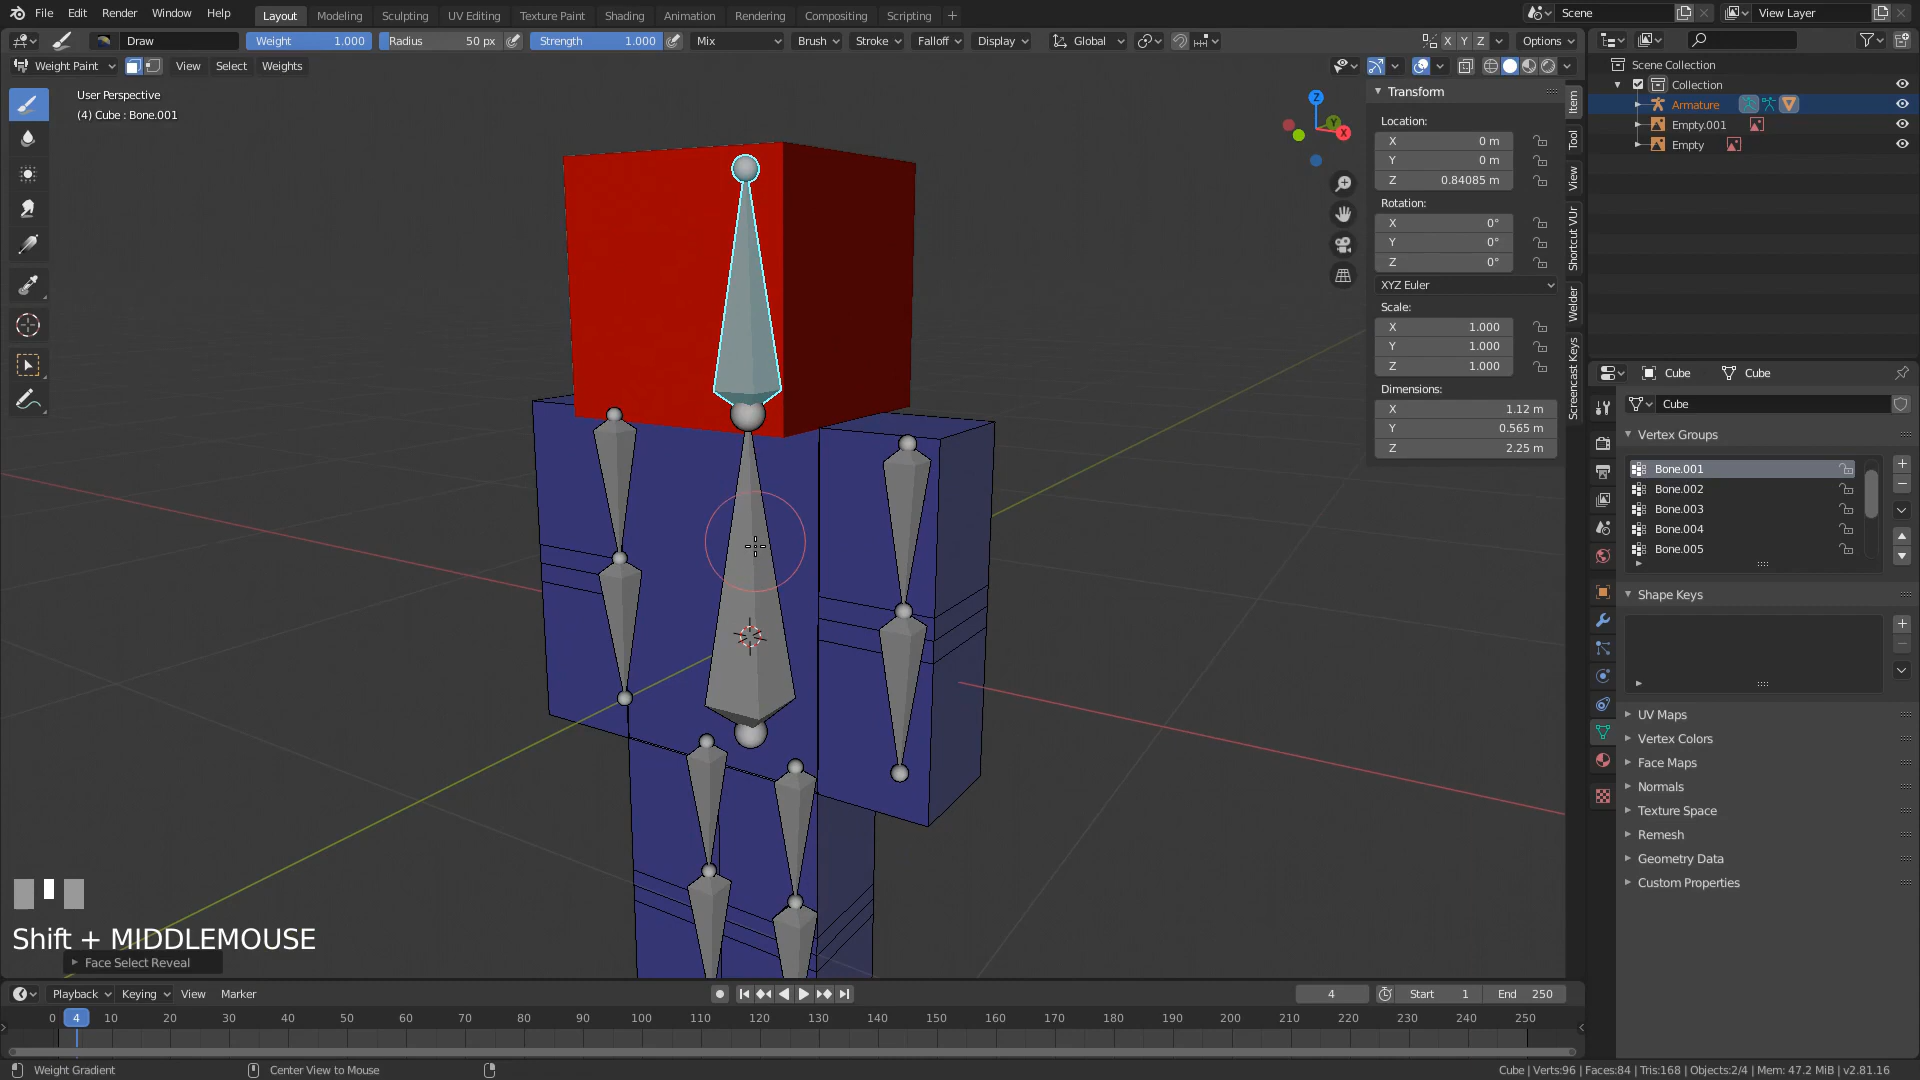 File Edit Render Window Help
Layout Modeling Sculpting UV Editing Texture Paint Shading Animation Rendering Compositing Scripting +
Scene View Layer
Draw Weight 1.000 Radius 50 px Strength 1.000 Mix Brush Stroke Falloff Display Global X Y Z Options
Weight Paint View Select Weights
User Perspective
(4) Cube : Bone.001
Z
Y
X
Transform
Location:
X 0 m
Y 0 m
Z 0.84085 m
Rotation:
X 0°
Y 0°
Z 0°
XYZ Euler
Scale:
X 1.000
Y 1.000
Z 1.000
Dimensions:
X 1.12 m
Y 0.565 m
Z 2.25 m
Item
Tool
View
Shortcut VUr
Welder
Screencast Keys
Scene Collection
Collection
Armature
Empty.001
Empty
Cube Cube
Cube
Vertex Groups
Bone.001
Bone.002
Bone.003
Bone.004
Bone.005
Shape Keys
UV Maps
Vertex Colors
Face Maps
Normals
Texture Space
Remesh
Geometry Data
Custom Properties
Shift + MIDDLEMOUSE
Face Select Reveal
Playback Keying View Marker 4 Start 1 End 250
0 4 10 20 30 40 50 60 70 80 90 100 110 120 130 140 150 160 170 180 190 200 210 220 230 240 250
Weight Gradient Center View to Mouse Cube | Verts:96 | Faces:84 | Tris:168 | Objects:2/4 | Mem: 47.2 MiB | v2.81.16